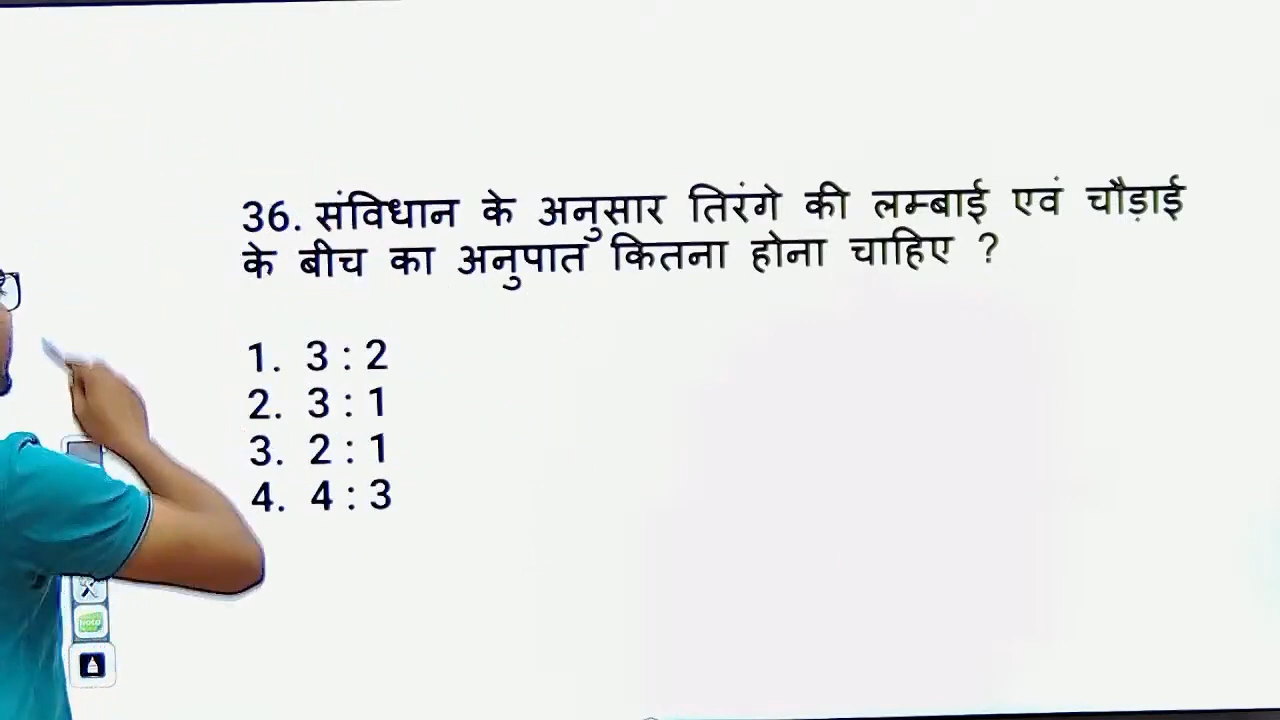 36. संविधान के अनुसार तिरंगे की लम्बाई एवं चौड़ाई
के बीच का अनुपात कितना होना चाहिए ?
1. 3 : 2
2. 3 : 1
3. 2 : 1
4. 4 : 3